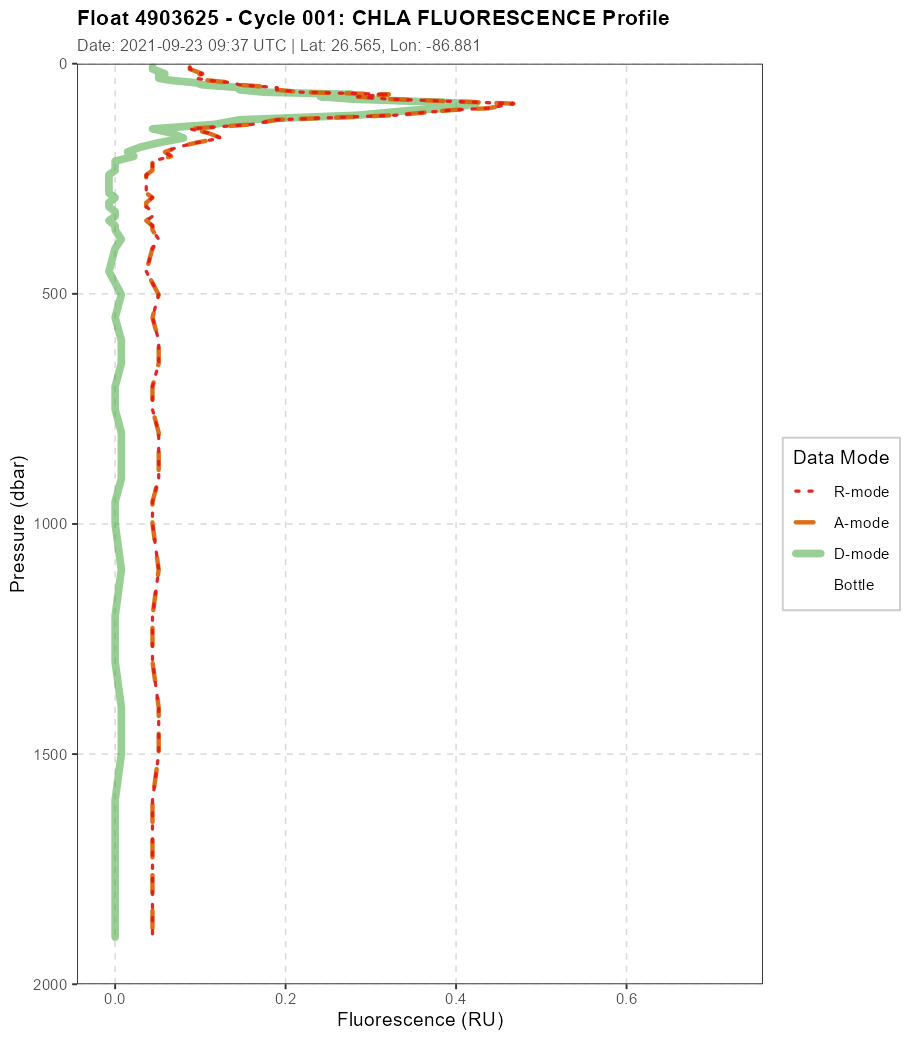 Float 4903625 - Cycle 001: CHLA FLUORESCENCE Profile
Date: 2021-09-23 09:37 UTC | Lat: 26.565, Lon: -86.881
0
500
1000
1500
2000
Pressure (dbar)
0.0 0.2 0.4 0.6
Fluorescence (RU)
Data Mode
R-mode
A-mode
D-mode
Bottle